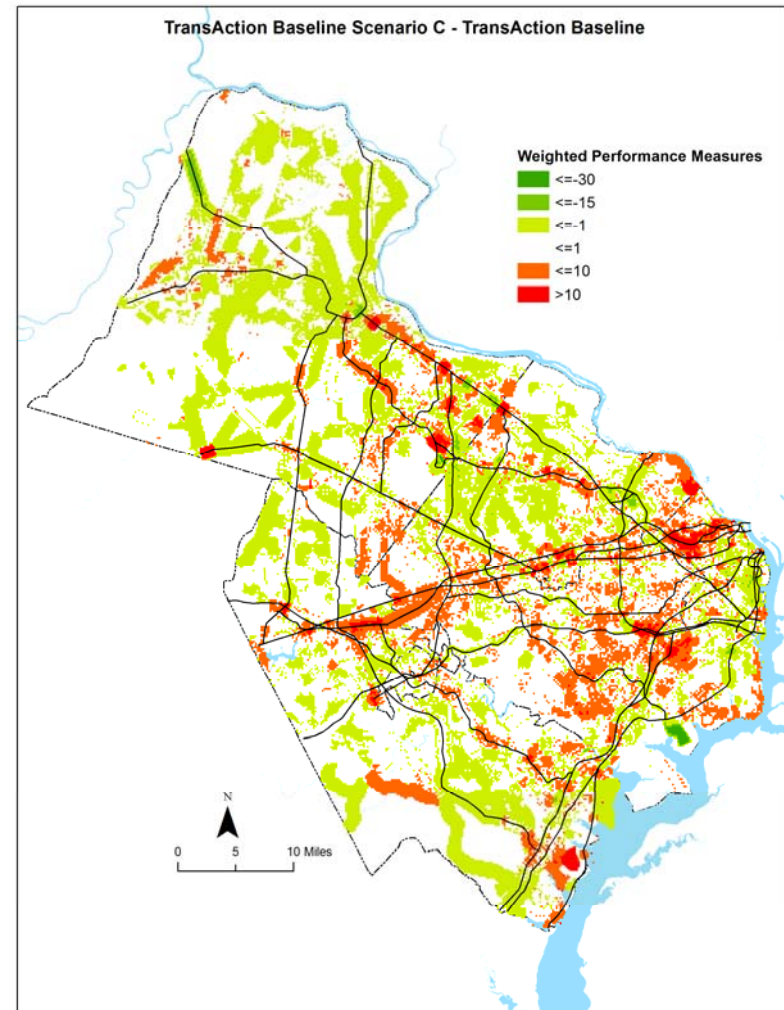 TransAction Baseline Scenario C - TransAction Baseline
Weighted Performance Measures
<=-30
<=-15
<=-1
<=1
<=10
>10
N
0 5 10 Miles